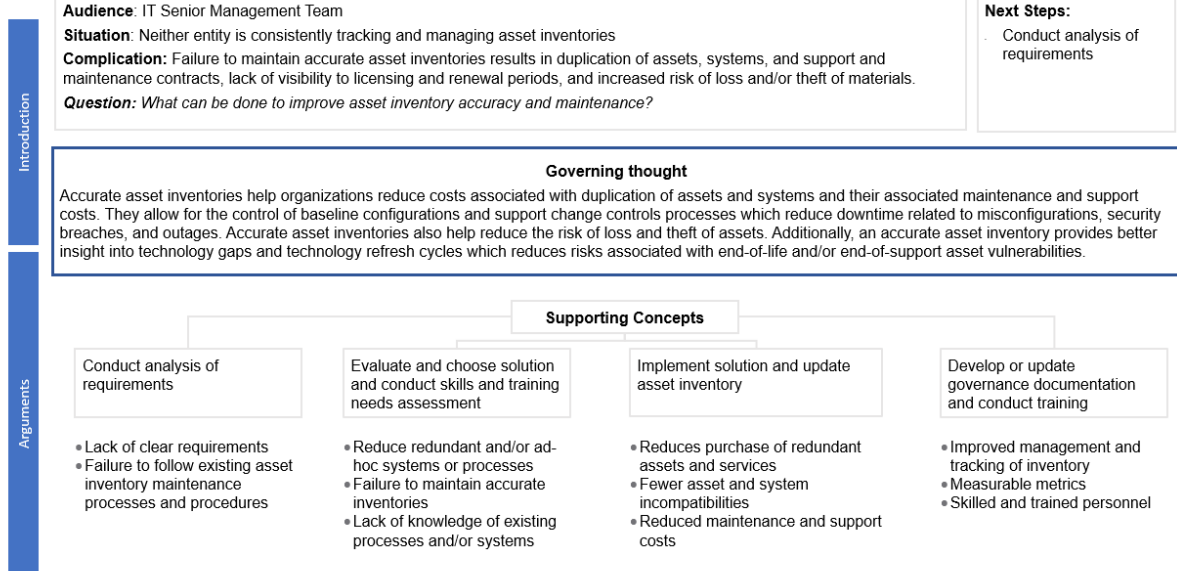 Introduction
Audience: IT Senior Management Team
Situation: Neither entity is consistently tracking and managing asset inventories
Complication: Failure to maintain accurate asset inventories results in duplication of assets, systems, and support and
maintenance contracts, lack of visibility to licensing and renewal periods, and increased risk of loss and/or theft of materials.
Question: What can be done to improve asset inventory accuracy and maintenance?
Next Steps:
Conduct analysis of
requirements
Governing thought
Accurate asset inventories help organizations reduce costs associated with duplication of assets and systems and their associated maintenance and support
costs. They allow for the control of baseline configurations and support change controls processes which reduce downtime related to misconfigurations, security
breaches, and outages. Accurate asset inventories also help reduce the risk of loss and theft of assets. Additionally, an accurate asset inventory provides better
insight into technology gaps and technology refresh cycles which reduces risks associated with end-of-life and/or end-of-support asset vulnerabilities.
Arguments
Supporting Concepts
Conduct analysis of
requirements
• Lack of clear requirements
• Failure to follow existing asset
inventory maintenance
processes and procedures
Evaluate and choose solution
and conduct skills and training
needs assessment
• Reduce redundant and/or ad-
hoc systems or processes
• Failure to maintain accurate
inventories
• Lack of knowledge of existing
processes and/or systems
Implement solution and update
asset inventory
• Reduces purchase of redundant
assets and services
• Fewer asset and system
incompatibilities
• Reduced maintenance and support
costs
Develop or update
governance documentation
and conduct training
• Improved management and
tracking of inventory
• Measurable metrics
• Skilled and trained personnel